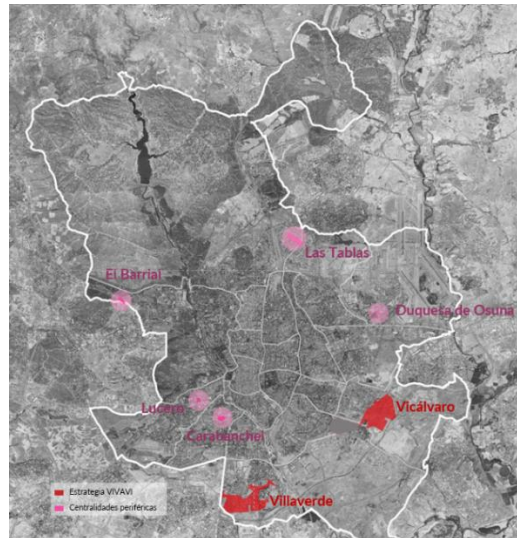 Las Tablas
El Barrial
Duquesa de Osuna
Lucero
Vicálvaro
Carabanchel
Villaverde
Estrategia VIVAVI
Centralidades periféricas